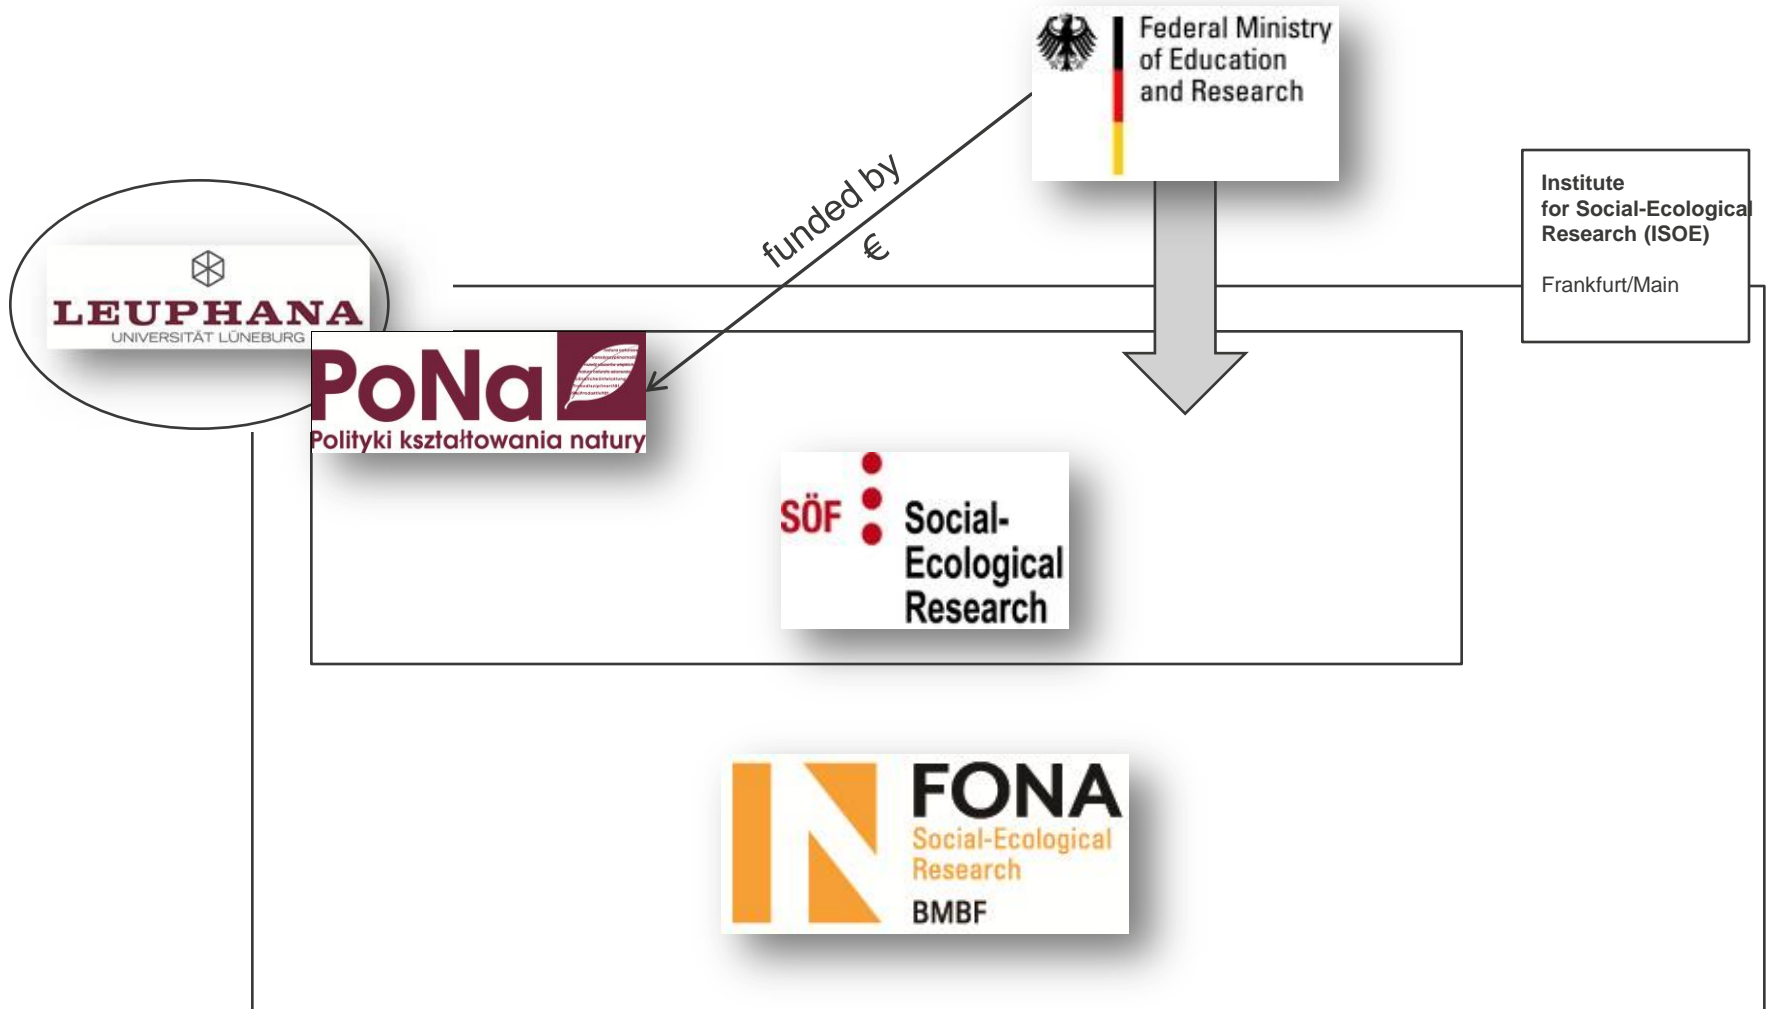 Federal Ministry
of Education
and Research
funded by
€
Institute
for Social-Ecological
Research (ISOE)
Frankfurt/Main
LEUPHANA
UNIVERSITÄT LÜNEBURG
PoNa
Polityki kształtowania natury
SÖF
Social-
Ecological
Research
FONA
Social-Ecological
Research
BMBF